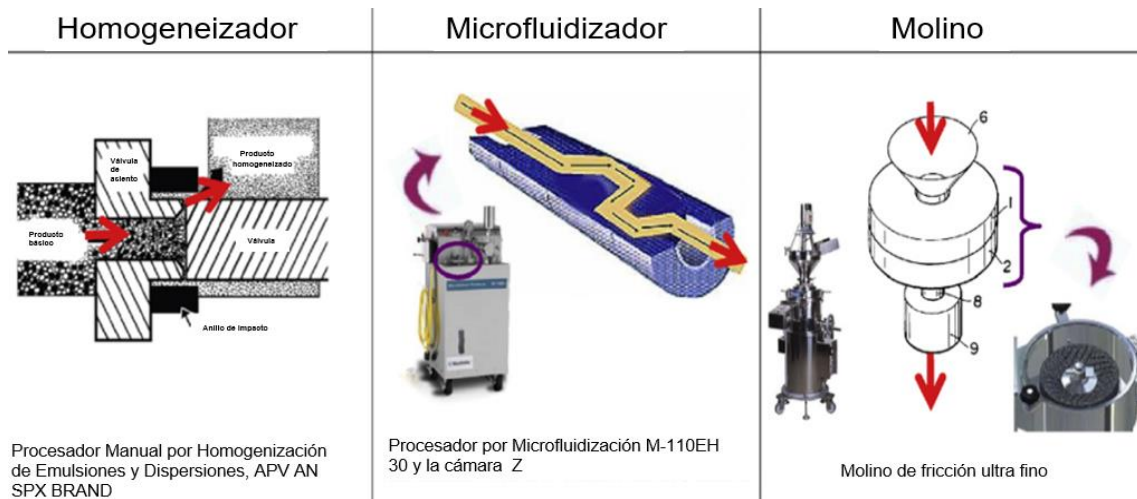 Homogeneizador
Microfluidizador
Molino
Válvula
de
asiento
Producto
homogeneizado
Producto
básico
Válvula
Anillo de impacto
6
1
2
8
9
Procesador Manual por Homogenización
de Emulsiones y Dispersiones, APV AN
SPX BRAND
Procesador por Microfluidización M-110EH
30 y la cámara Z
Molino de fricción ultra fino